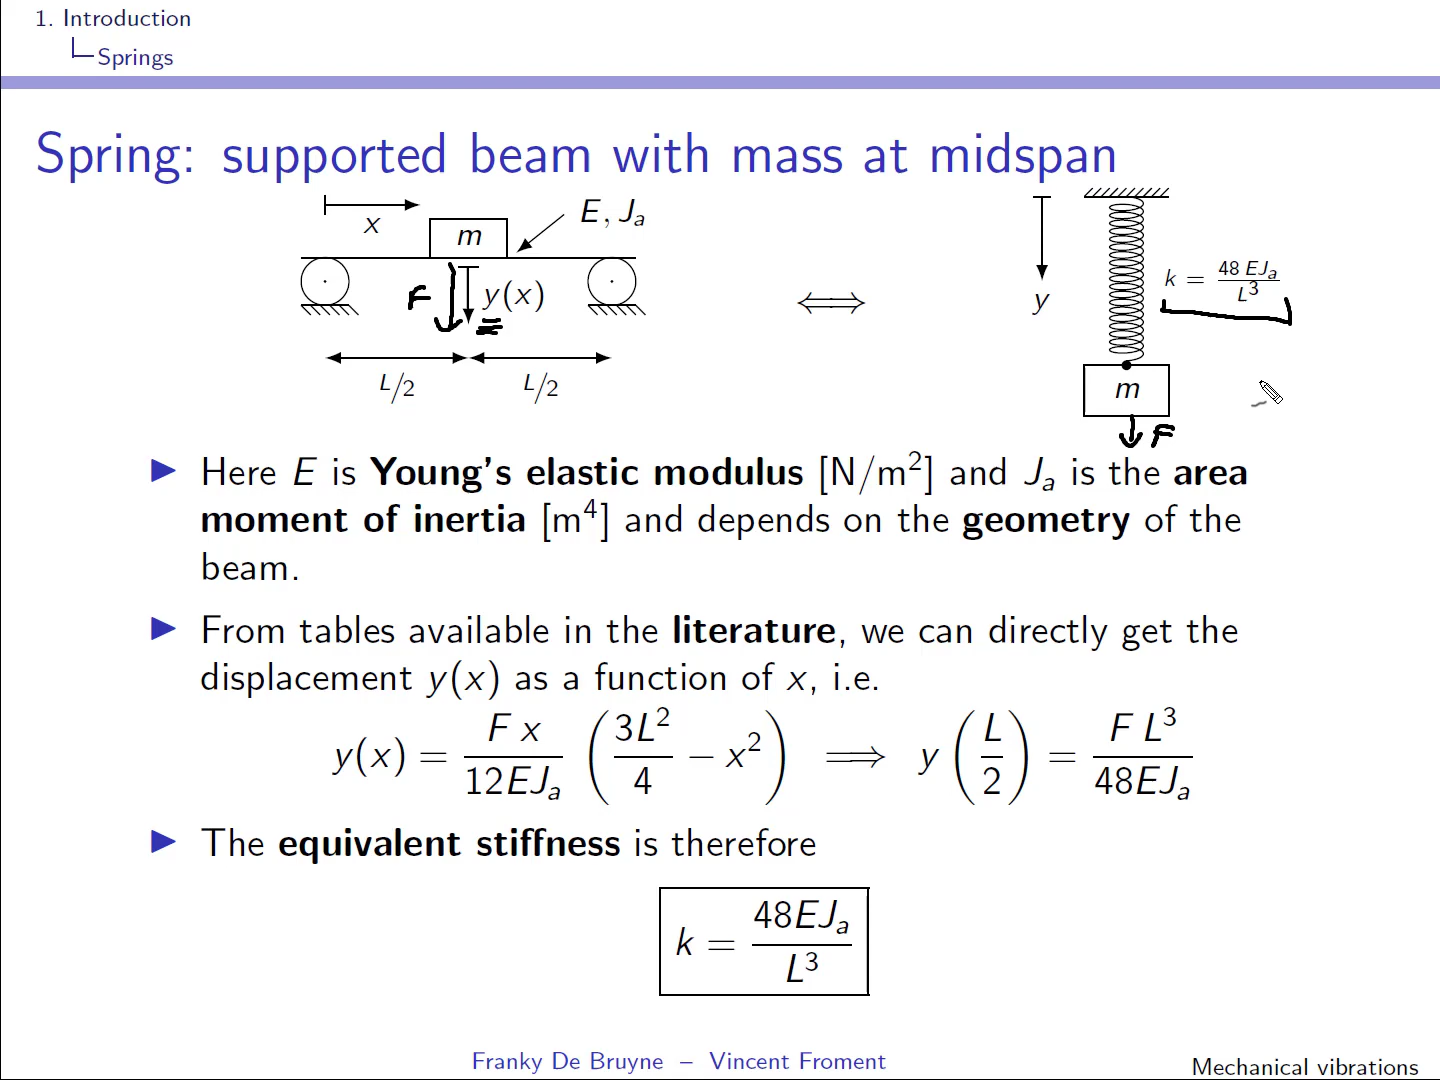 1. Introduction
Springs
Spring: supported beam with mass at midspan
x
m
E, Jₐ
F
y(x)
L/2
L/2
⇐⇒
y
k = 48 EJₐ / L³
m
F
Here E is Young's elastic modulus [N/m²] and Jₐ is the area
moment of inertia [m⁴] and depends on the geometry of the
beam.
From tables available in the literature, we can directly get the
displacement y(x) as a function of x, i.e.
y(x) = F x / 12EJₐ (3L²/4 − x²) ⟹ y(L/2) = F L³ / 48EJₐ
The equivalent stiffness is therefore
k = 48EJₐ / L³
Franky De Bruyne – Vincent Froment
Mechanical vibrations